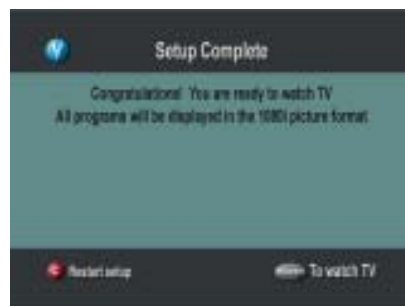 V
Setup Complete
Congratulations! You are ready to watch TV
All programs will be displayed in the 1080i picture format
Restart setup
To watch TV